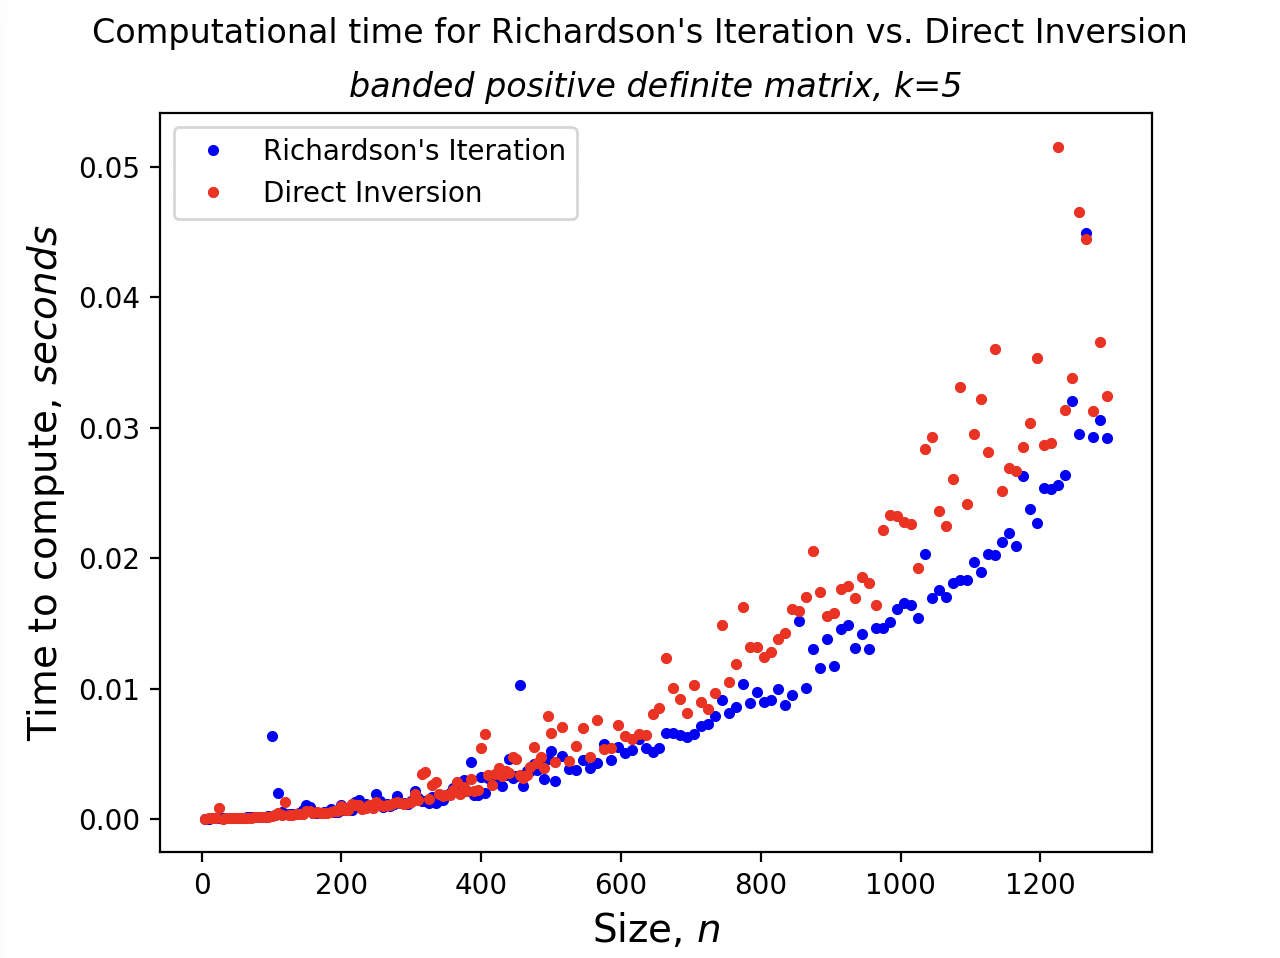 Computational time for Richardson's Iteration vs. Direct Inversion
banded positive definite matrix, k=5
Richardson's Iteration
Direct Inversion
Time to compute, seconds
0.05
0.04
0.03
0.02
0.01
0.00
0 200 400 600 800 1000 1200
Size, n